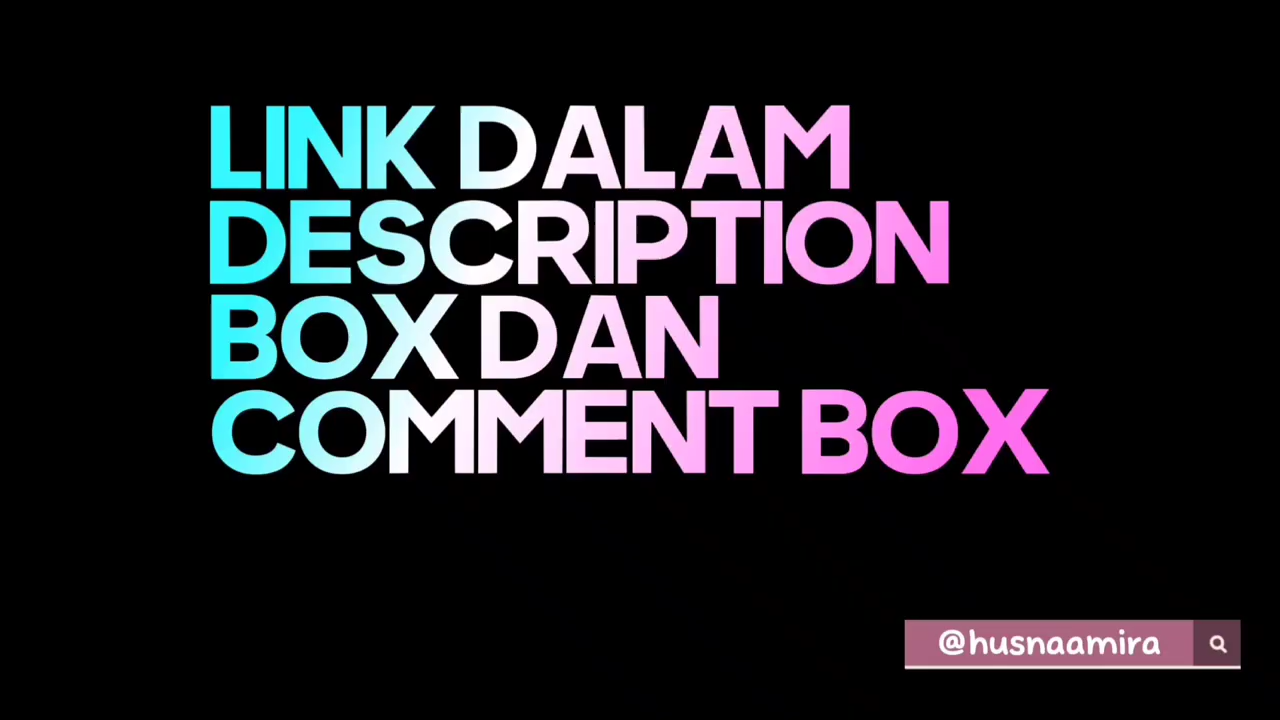 LINK DALAM
DESCRIPTION
BOX DAN
COMMENT BOX
@husnaamira